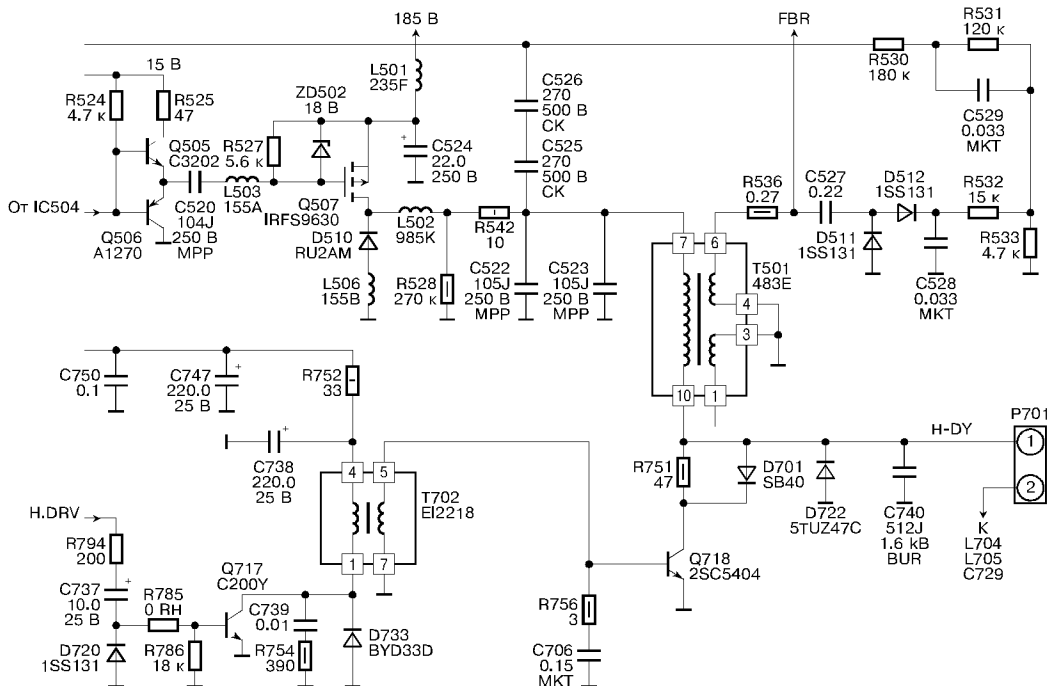 185 В
FBR
R531
120 к
15 В
L501
235F
R530
180 к
R524
4.7 к
R525
47
ZD502
18 В
C526
270
500 В
СК
C529
0.033
МКТ
Q505
C3202
R527
5.6 к
C524
22.0
250 В
C525
270
500 В
СК
R536
0.27
C527
0.22
D512
1SS131
R532
15 к
От IC504
L503
155A
Q507
IRFS9630
Q506
A1270
C520
104J
250 В
МРР
D510
RU2AM
L502
985K
R542
10
7
6
D511
1SS131
R533
4.7 к
T501
483E
L506
155B
R528
270 к
C522
105J
250 В
МРР
C523
105J
250 В
МРР
4
3
C528
0.033
МКТ
C750
0.1
C747
220.0
25 В
R752
33
10
1
P701
H-DY
1
C738
220.0
25 В
4
5
R751
47
D701
SB40
2
T702
EI2218
D722
5TUZ47C
C740
512J
1.6 kB
BUR
K
L704
L705
C729
H.DRV
R794
200
1
7
Q718
2SC5404
Q717
C200Y
C737
10.0
25 В
R785
0 RH
C739
0.01
R756
3
D733
BYD33D
D720
1SS131
R786
18 к
R754
390
C706
0.15
МКТ